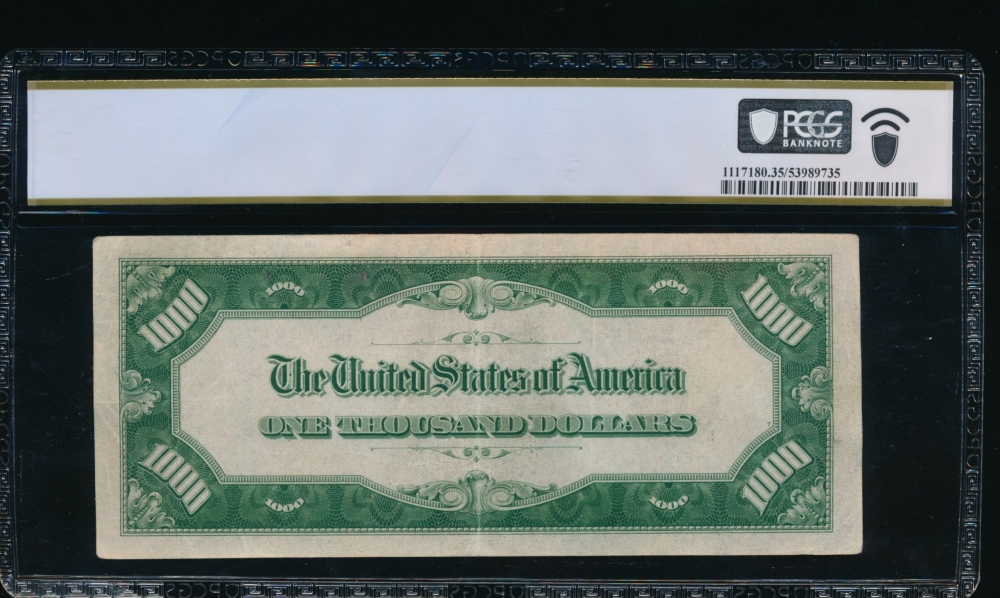 PCGS
BANKNOTE
1117180.35/53989735
1000 1000 1000 1000
The United States of America
ONE THOUSAND DOLLARS
1000 1000 1000 1000